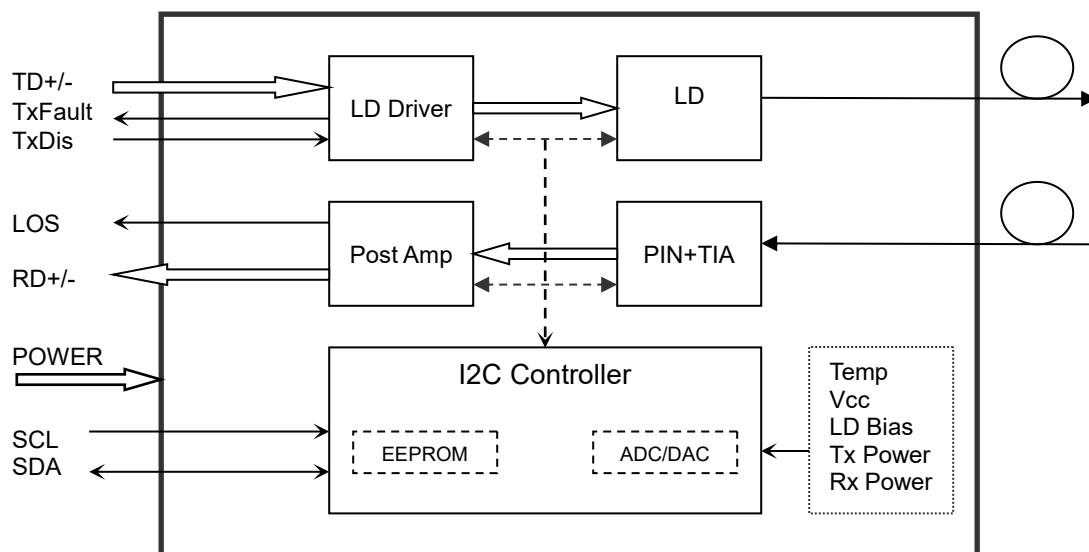 TD+/-
TxFault
TxDis
LD Driver
LD
LOS
RD+/-
Post Amp
PIN+TIA
POWER
SCL
SDA
I2C Controller
EEPROM
ADC/DAC
Temp
Vcc
LD Bias
Tx Power
Rx Power